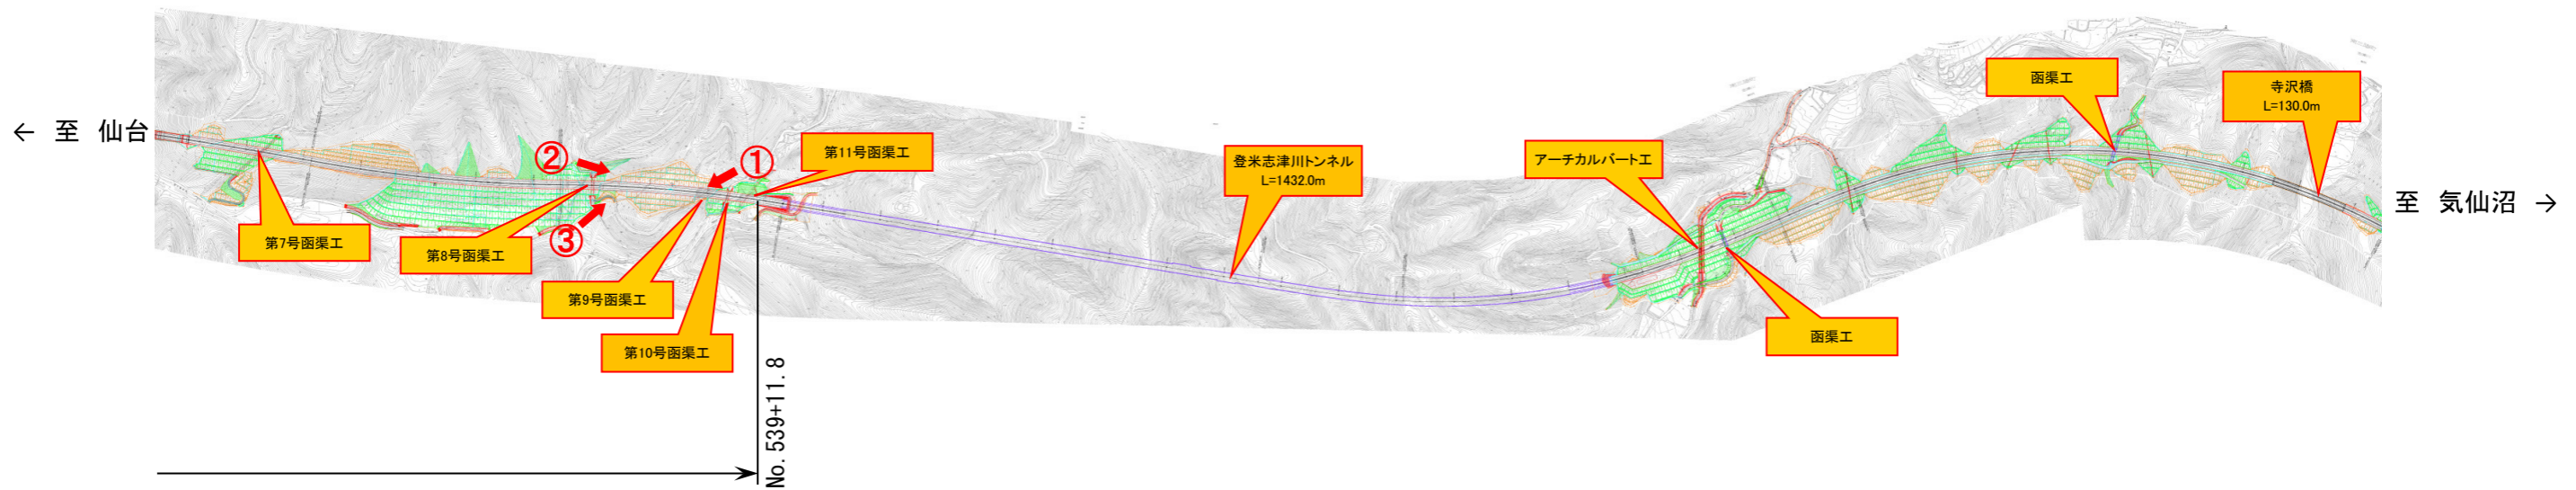 ← 至 仙台
第7号函渠工
第8号函渠工
②
③
①
第9号函渠工
第10号函渠工
第11号函渠工
No. 539+11. 8
登米志津川トンネル
L=1432.0m
アーチカルバート工
函渠工
函渠工
寺沢橋
L=130.0m
至 気仙沼 →